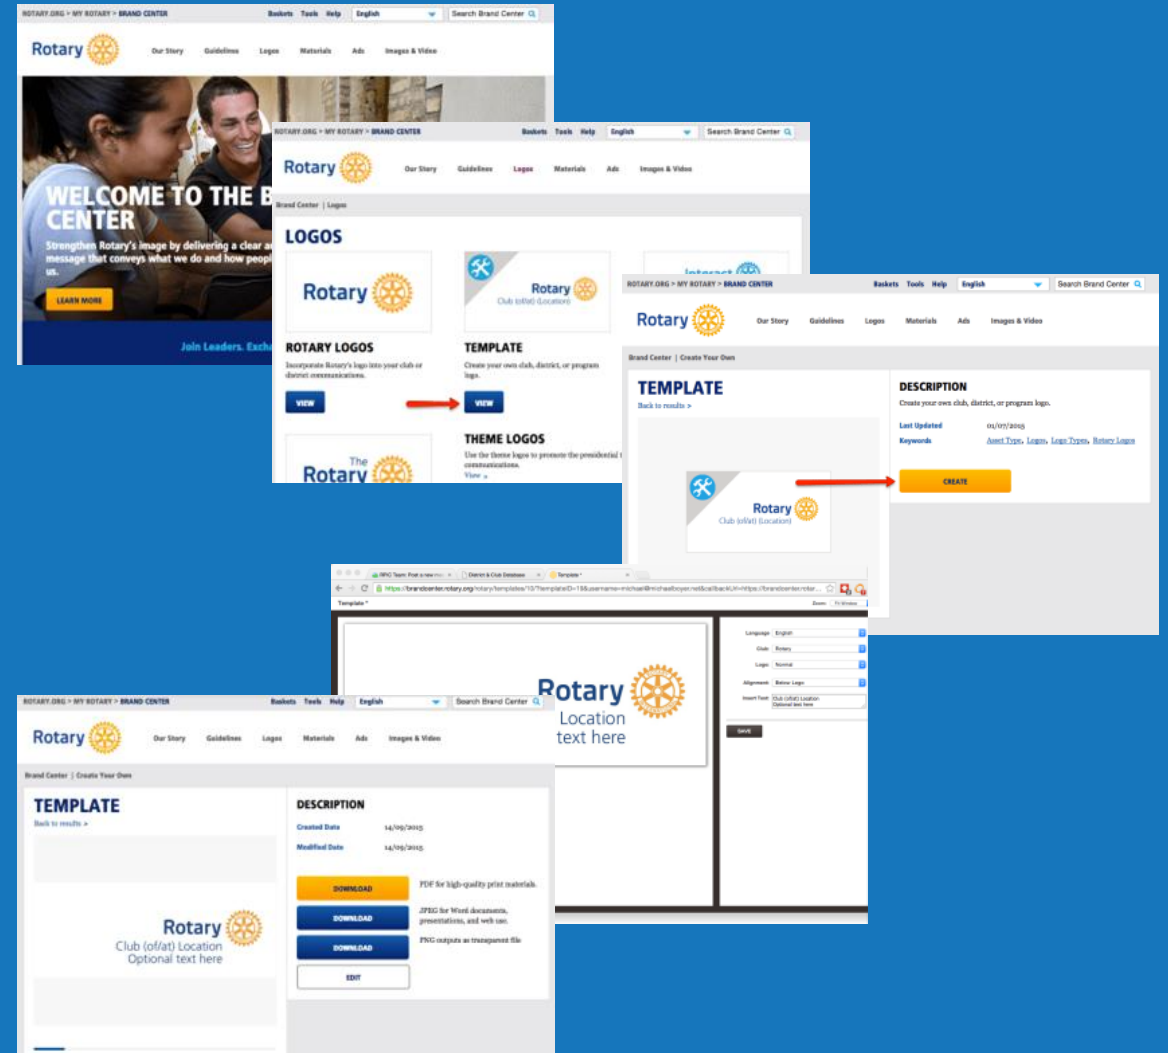 ROTARY.ORG > MY ROTARY > BRAND CENTER
Baskets Tools Help English Search Brand Center
Rotary
Our Story Guidelines Logos Materials Ads Images & Video
WELCOME TO THE B
CENTER
Strengthen Rotary's image by delivering a clear a
message that conveys what we do and how peopl
us.
LEARN MORE
Join Leaders. Excha
ROTARY.ORG > MY ROTARY > BRAND CENTER
Baskets Tools Help English Search Brand Center
Rotary
Our Story Guidelines Logos Materials Ads Images & Video
Brand Center | Logos
LOGOS
Rotary
Rotary
Club (of/at) (Location)
Interact
ROTARY LOGOS
Incorporate Rotary's logo into your club or
district communications.
VIEW
TEMPLATE
Create your own club, district, or program
logo.
VIEW
The
Rotary
THEME LOGOS
Use the theme logos to promote the presidential t
communications.
View »
ROTARY.ORG > MY ROTARY > BRAND CENTER
Baskets Tools Help English Search Brand Center
Rotary
Our Story Guidelines Logos Materials Ads Images & Video
Brand Center | Create Your Own
TEMPLATE
Back to results >
Rotary
Club (of/at) (Location)
DESCRIPTION
Create your own club, district, or program logo.
Last Updated 01/07/2015
Keywords Asset Type, Logos, Logo Types, Rotary Logos
CREATE
District & Club Database
Template *
Template *
Zoom
Rotary
Location
text here
Language English
Club Rotary
Logo Normal
Alignment Below Logo
Insert Text Club (of/at) Location
Optional text here
SAVE
ROTARY.ORG > MY ROTARY > BRAND CENTER
Baskets Tools Help English Search Brand Center
Rotary
Our Story Guidelines Logos Materials Ads Images & Video
Brand Center | Create Your Own
TEMPLATE
Back to results >
Rotary
Club (of/at) Location
Optional text here
DESCRIPTION
Created Date 14/09/2015
Modified Date 14/09/2015
DOWNLOAD
PDF for high-quality print materials.
DOWNLOAD
JPEG for Word documents,
presentations, and web use.
DOWNLOAD
PNG outputs as transparent file
EDIT